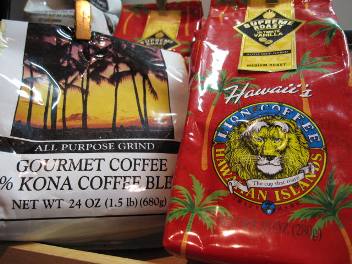 ALL PURPOSE GRIND
GOURMET COFFEE
% KONA COFFEE BLE
NET WT 24 OZ (1.5 lb) (680g)
SUPREME
ROAST
VANILLA
MEDIUM ROAST
Hawaii's
LION COFFEE
HAWAIIAN ISLANDS